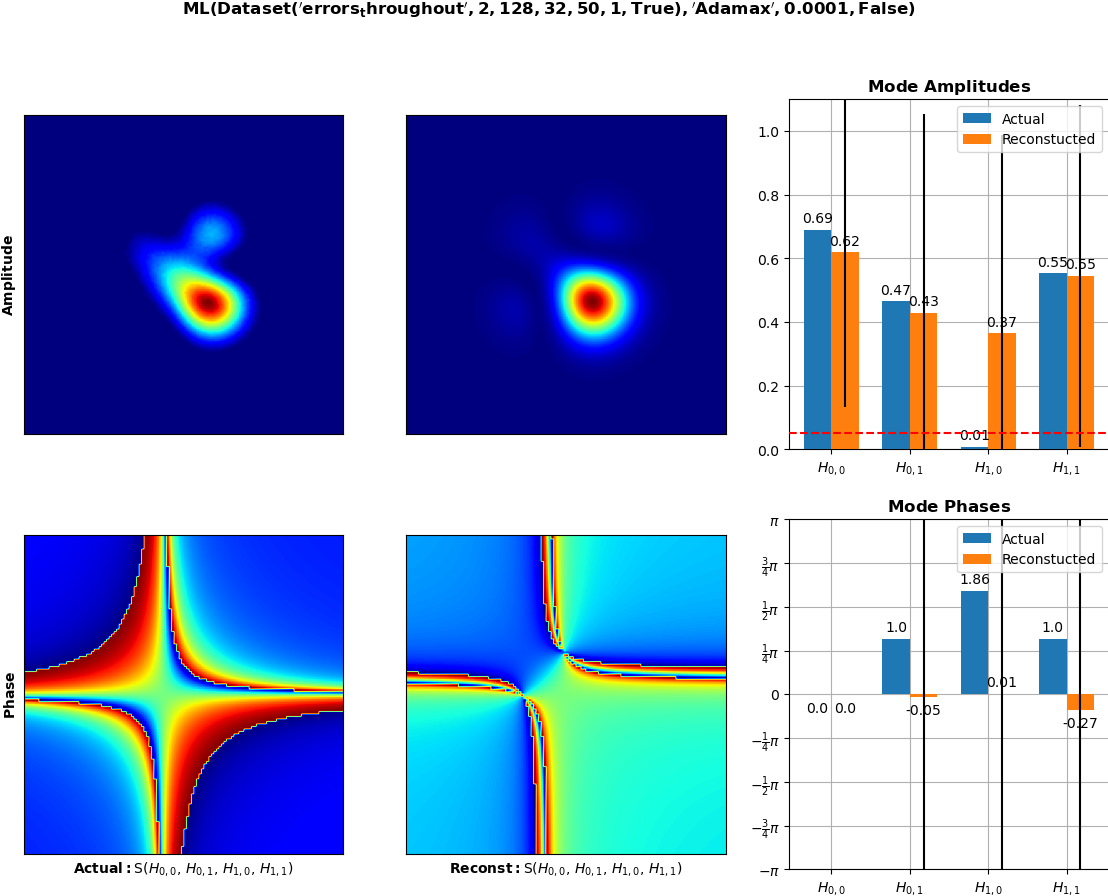 ML(Dataset('errors_throughout', 2, 128, 32, 50, 1, True), 'Adamax', 0.0001, False)
Amplitude
Mode Amplitudes
Actual
Reconstucted
1.0
0.8
0.6
0.4
0.2
0.0
0.69
0.62
0.47
0.43
0.01
0.37
0.55
0.55
H0,0
H0,1
H1,0
H1,1
Phase
Actual: S(H0,0, H0,1, H1,0, H1,1)
Reconst: S(H0,0, H0,1, H1,0, H1,1)
Mode Phases
Actual
Reconstucted
π
3/4π
1/2π
1/4π
0
−1/4π
−1/2π
−3/4π
−π
0.0
0.0
1.0
-0.05
1.86
0.01
1.0
-0.27
H0,0
H0,1
H1,0
H1,1